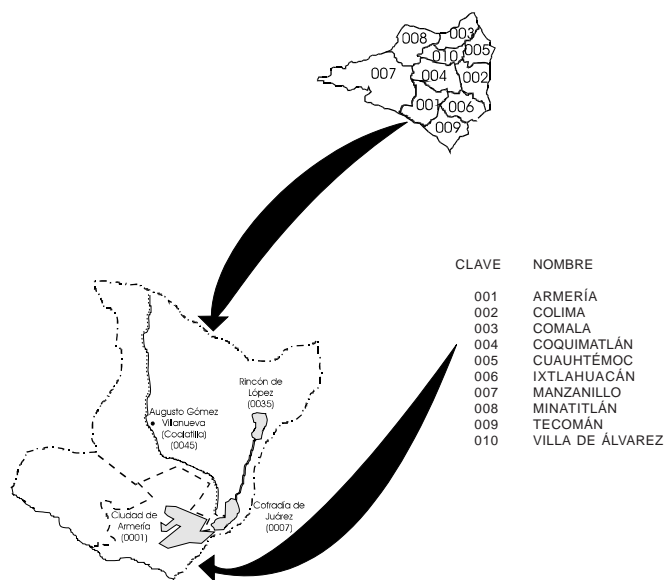 003
008
005
010
007
004
002
001
006
009
CLAVE NOMBRE
001 ARMERÍA
002 COLIMA
003 COMALA
004 COQUIMATLÁN
005 CUAUHTÉMOC
006 IXTLAHUACÁN
007 MANZANILLO
008 MINATITLÁN
009 TECOMÁN
010 VILLA DE ÁLVAREZ
Rincón de
López
(0035)
Augusto Gómez
Villanueva
(Coalatilla)
(0045)
Cofradía de
Juárez
(0007)
Ciudad de
Armería
(0001)